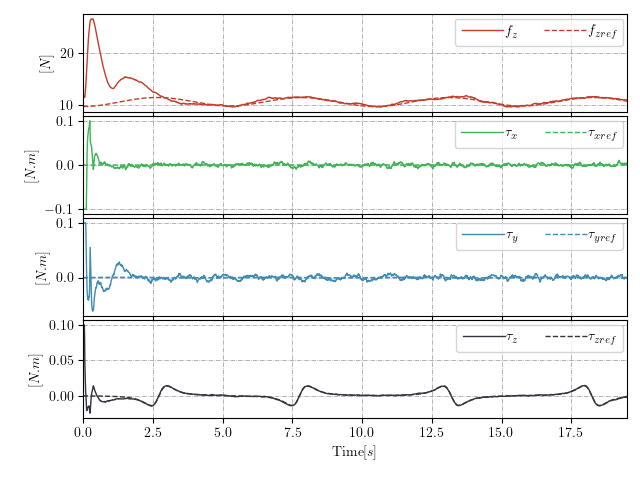 f_z f_zref
[N]
20
10
τ_x τ_xref
[N.m]
0.1
0.0
−0.1
τ_y τ_yref
[N.m]
0.1
0.0
τ_z τ_zref
[N.m]
0.10
0.05
0.00
0.0 2.5 5.0 7.5 10.0 12.5 15.0 17.5
Time[s]